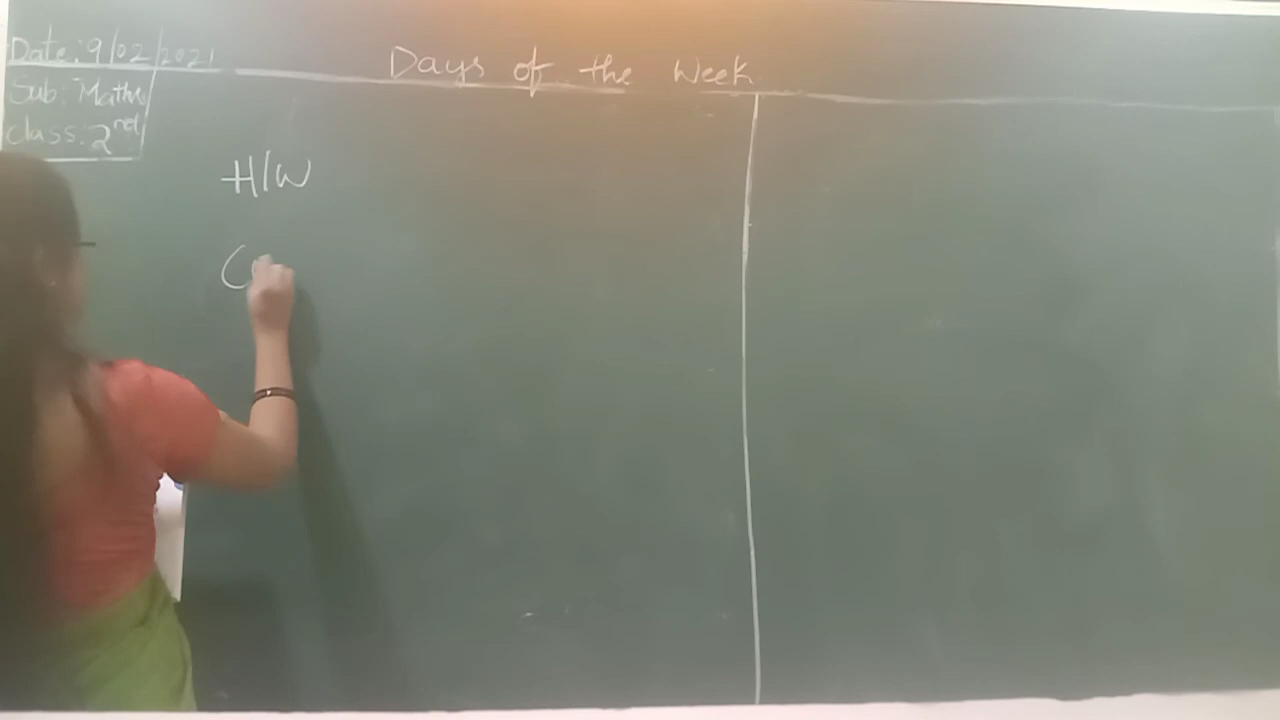 Date: 9/02/2021
Days of the Week
Sub: Maths
Class: 2nd
H/W